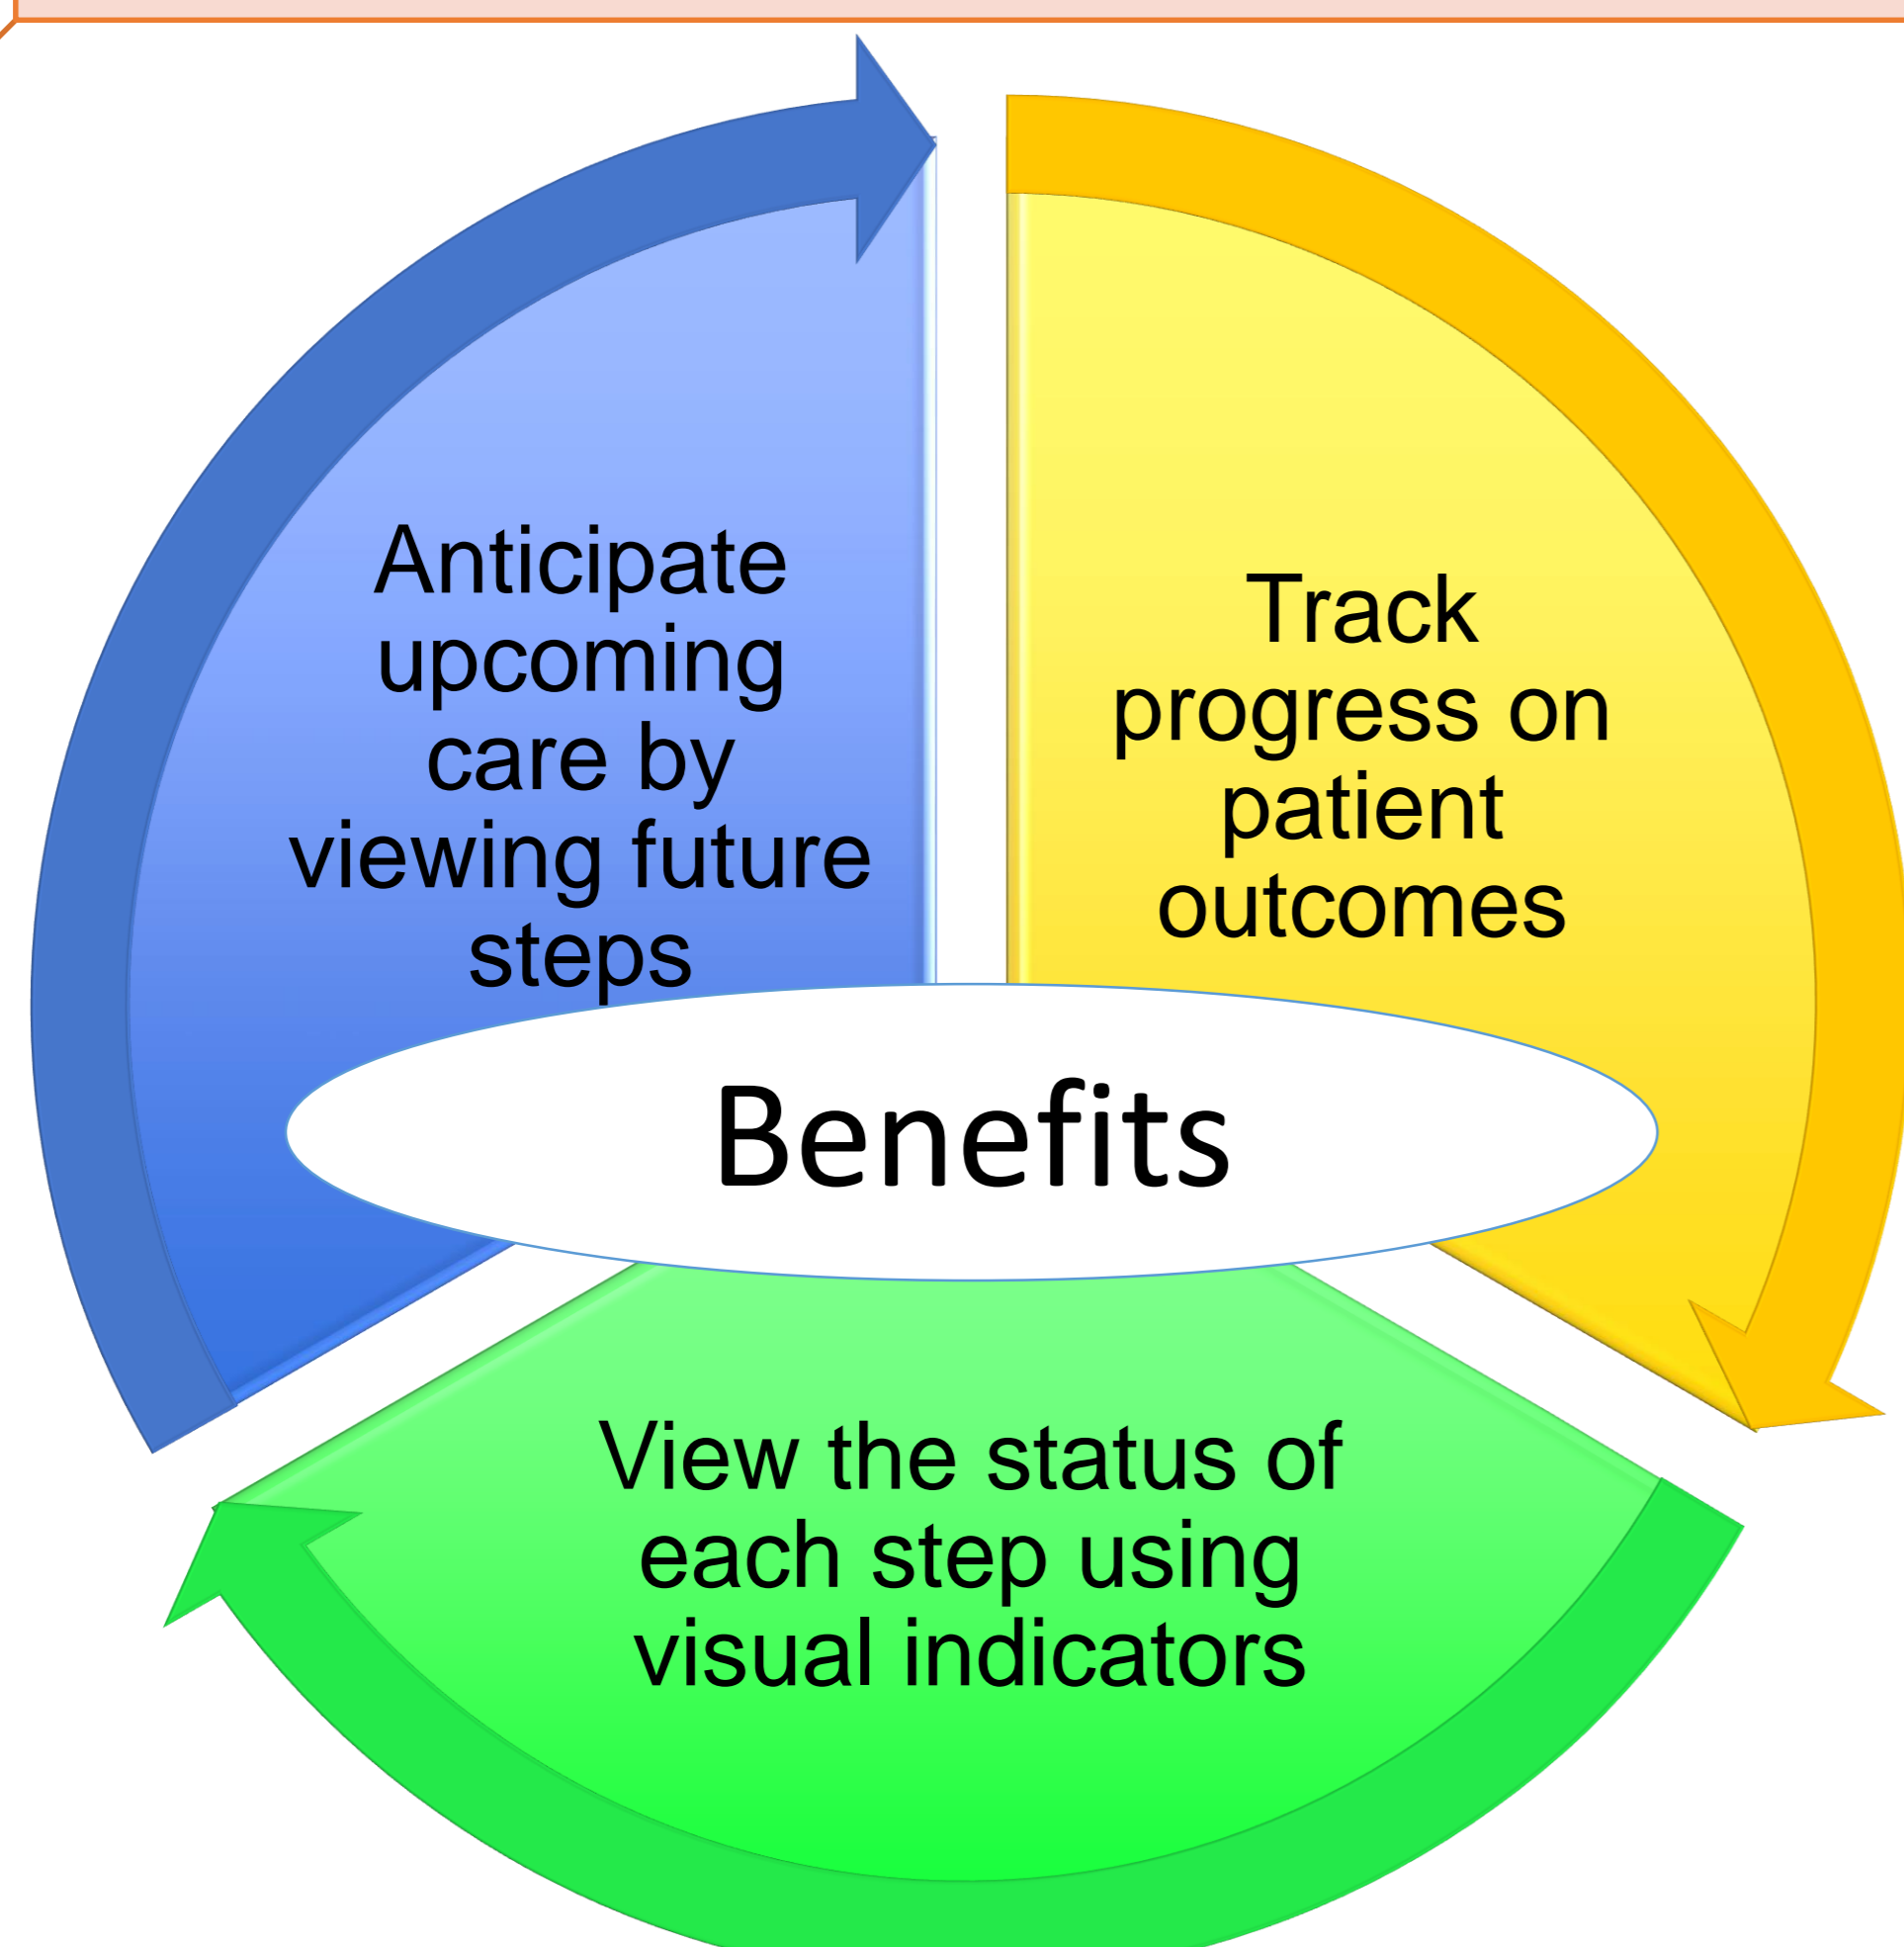 Anticipate
upcoming
care by
viewing future
steps
Track
progress on
patient
outcomes
Benefits
View the status of
each step using
visual indicators